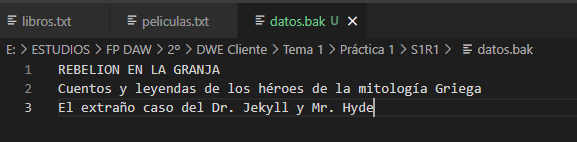 libros.txt peliculas.txt datos.bak U ×
E: > ESTUDIOS > FP DAW > 2º > DWE Cliente > Tema 1 > Práctica 1 > S1R1 > datos.bak
1 REBELION EN LA GRANJA
2 Cuentos y leyendas de los héroes de la mitología Griega
3 El extraño caso del Dr. Jekyll y Mr. Hyde